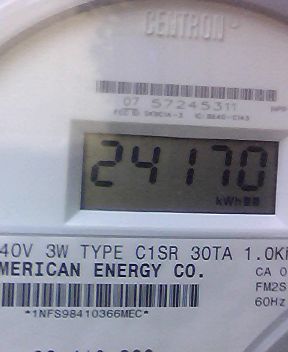 CENTRON
07 57245311
24170
kWh
40V 3W TYPE C1SR 30TA 1.0K
MERICAN ENERGY CO.
CA 0
FM2S
60Hz
*1NFS98410366MEC*